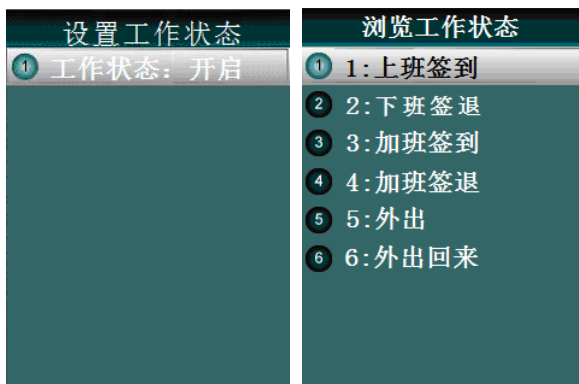 设置工作状态
1 工作状态：开启
浏览工作状态
1 1:上班签到
2 2:下班签退
3 3:加班签到
4 4:加班签退
5 5:外出
6 6:外出回来